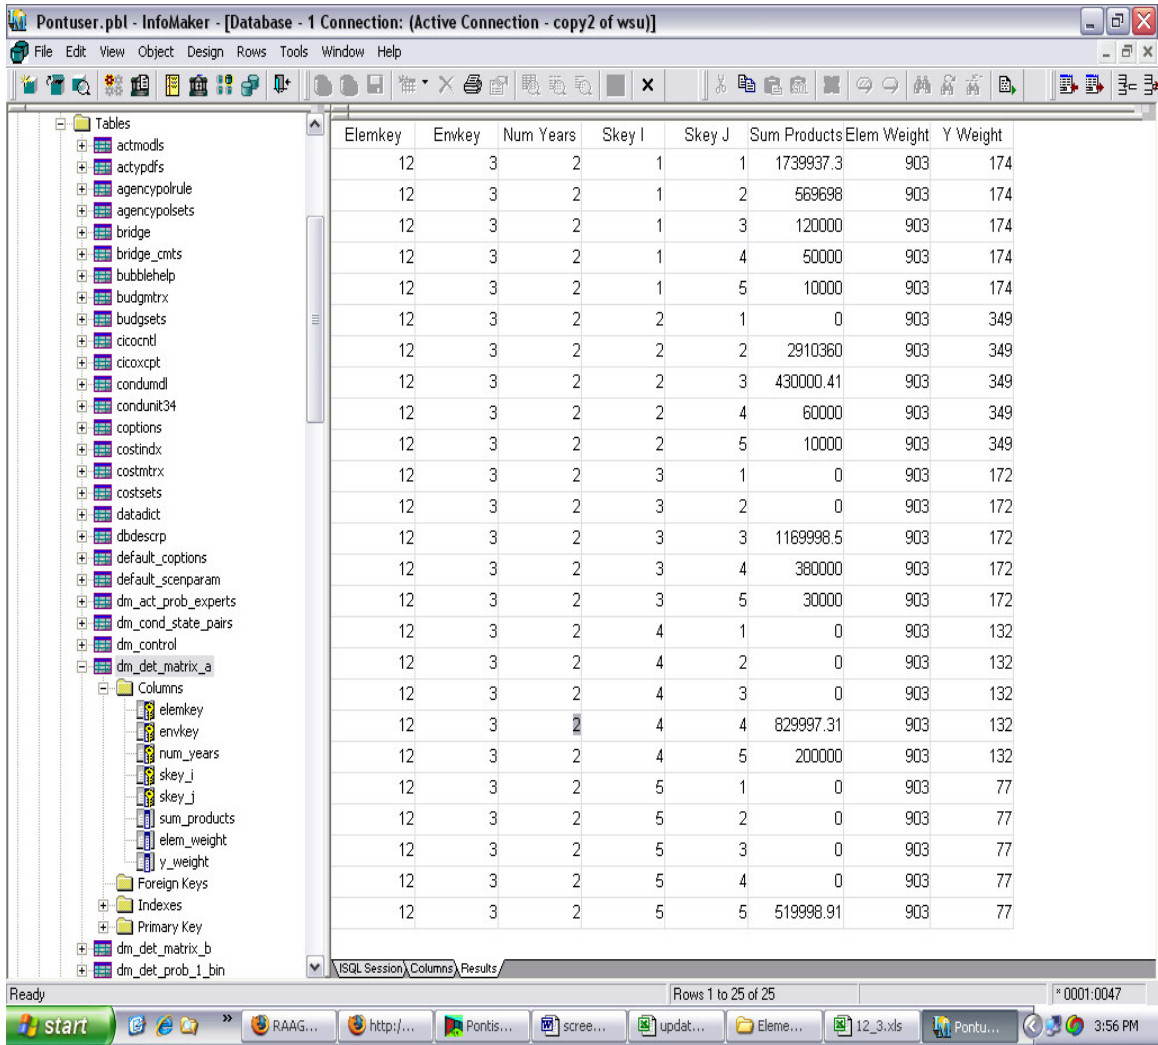 Pontuser.pbl - InfoMaker - [Database - 1 Connection: (Active Connection - copy2 of wsu)]
File Edit View Object Design Rows Tools Window Help
Tables
actmodls
actypdfs
agencypolrule
agencypolsets
bridge
bridge_cmts
bubblehelp
budgmtrx
budgsets
cicocntl
cicoxcpt
condumdl
condunit34
coptions
costindx
costmtrx
costsets
datadict
dbdescrp
default_coptions
default_scenparam
dm_act_prob_experts
dm_cond_state_pairs
dm_control
dm_det_matrix_a
Columns
elemkey
envkey
num_years
skey_i
skey_j
sum_products
elem_weight
y_weight
Foreign Keys
Indexes
Primary Key
dm_det_matrix_b
dm_det_prob_1_bin
Elemkey Envkey Num Years Skey I Skey J Sum Products Elem Weight Y Weight
12 3 2 1 1 1739937.3 903 174
12 3 2 1 2 569698 903 174
12 3 2 1 3 120000 903 174
12 3 2 1 4 50000 903 174
12 3 2 1 5 10000 903 174
12 3 2 2 1 0 903 349
12 3 2 2 2 2910360 903 349
12 3 2 2 3 430000.41 903 349
12 3 2 2 4 60000 903 349
12 3 2 2 5 10000 903 349
12 3 2 3 1 0 903 172
12 3 2 3 2 0 903 172
12 3 2 3 3 1169998.5 903 172
12 3 2 3 4 380000 903 172
12 3 2 3 5 30000 903 172
12 3 2 4 1 0 903 132
12 3 2 4 2 0 903 132
12 3 2 4 3 0 903 132
12 3 2 4 4 829997.31 903 132
12 3 2 4 5 200000 903 132
12 3 2 5 1 0 903 77
12 3 2 5 2 0 903 77
12 3 2 5 3 0 903 77
12 3 2 5 4 0 903 77
12 3 2 5 5 519998.91 903 77
ISQL Session Columns Results
Ready Rows 1 to 25 of 25 * 0001:0047
start » RAAG... http:/... Pontis... scree... updat... Eleme... 12_3.xls Pontu... 3:56 PM